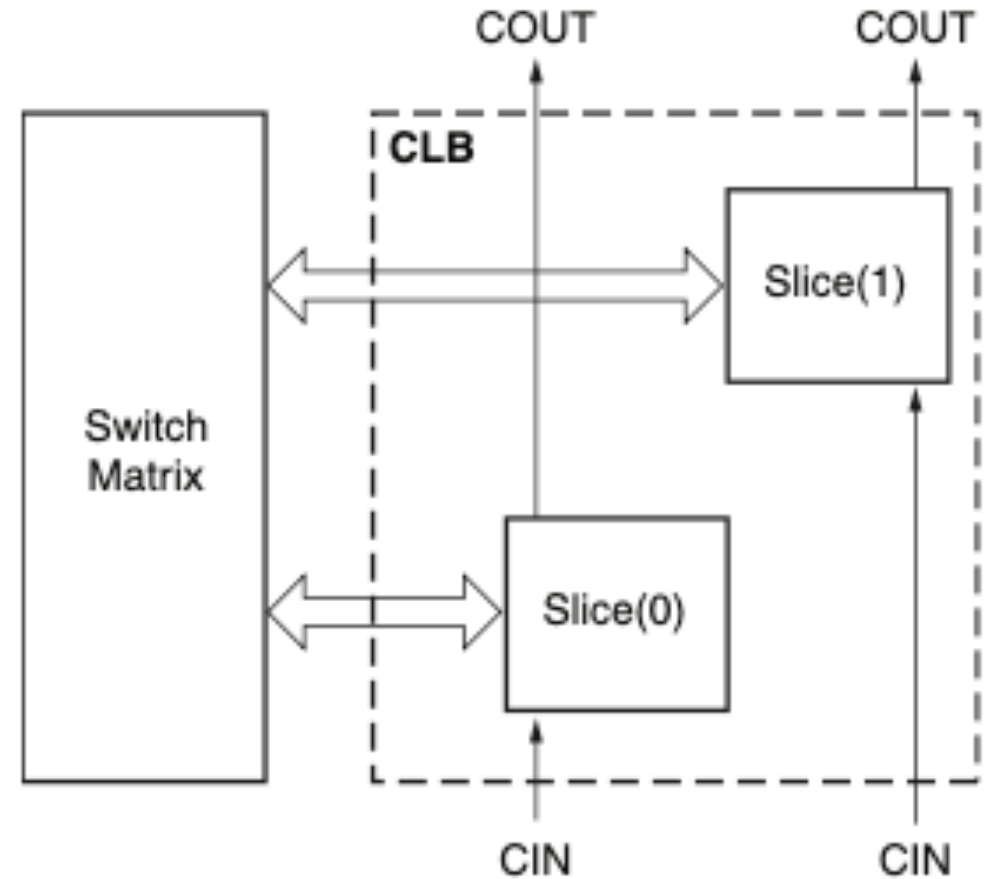 COUT
COUT
CLB
Slice(1)
Switch
Matrix
Slice(0)
CIN
CIN